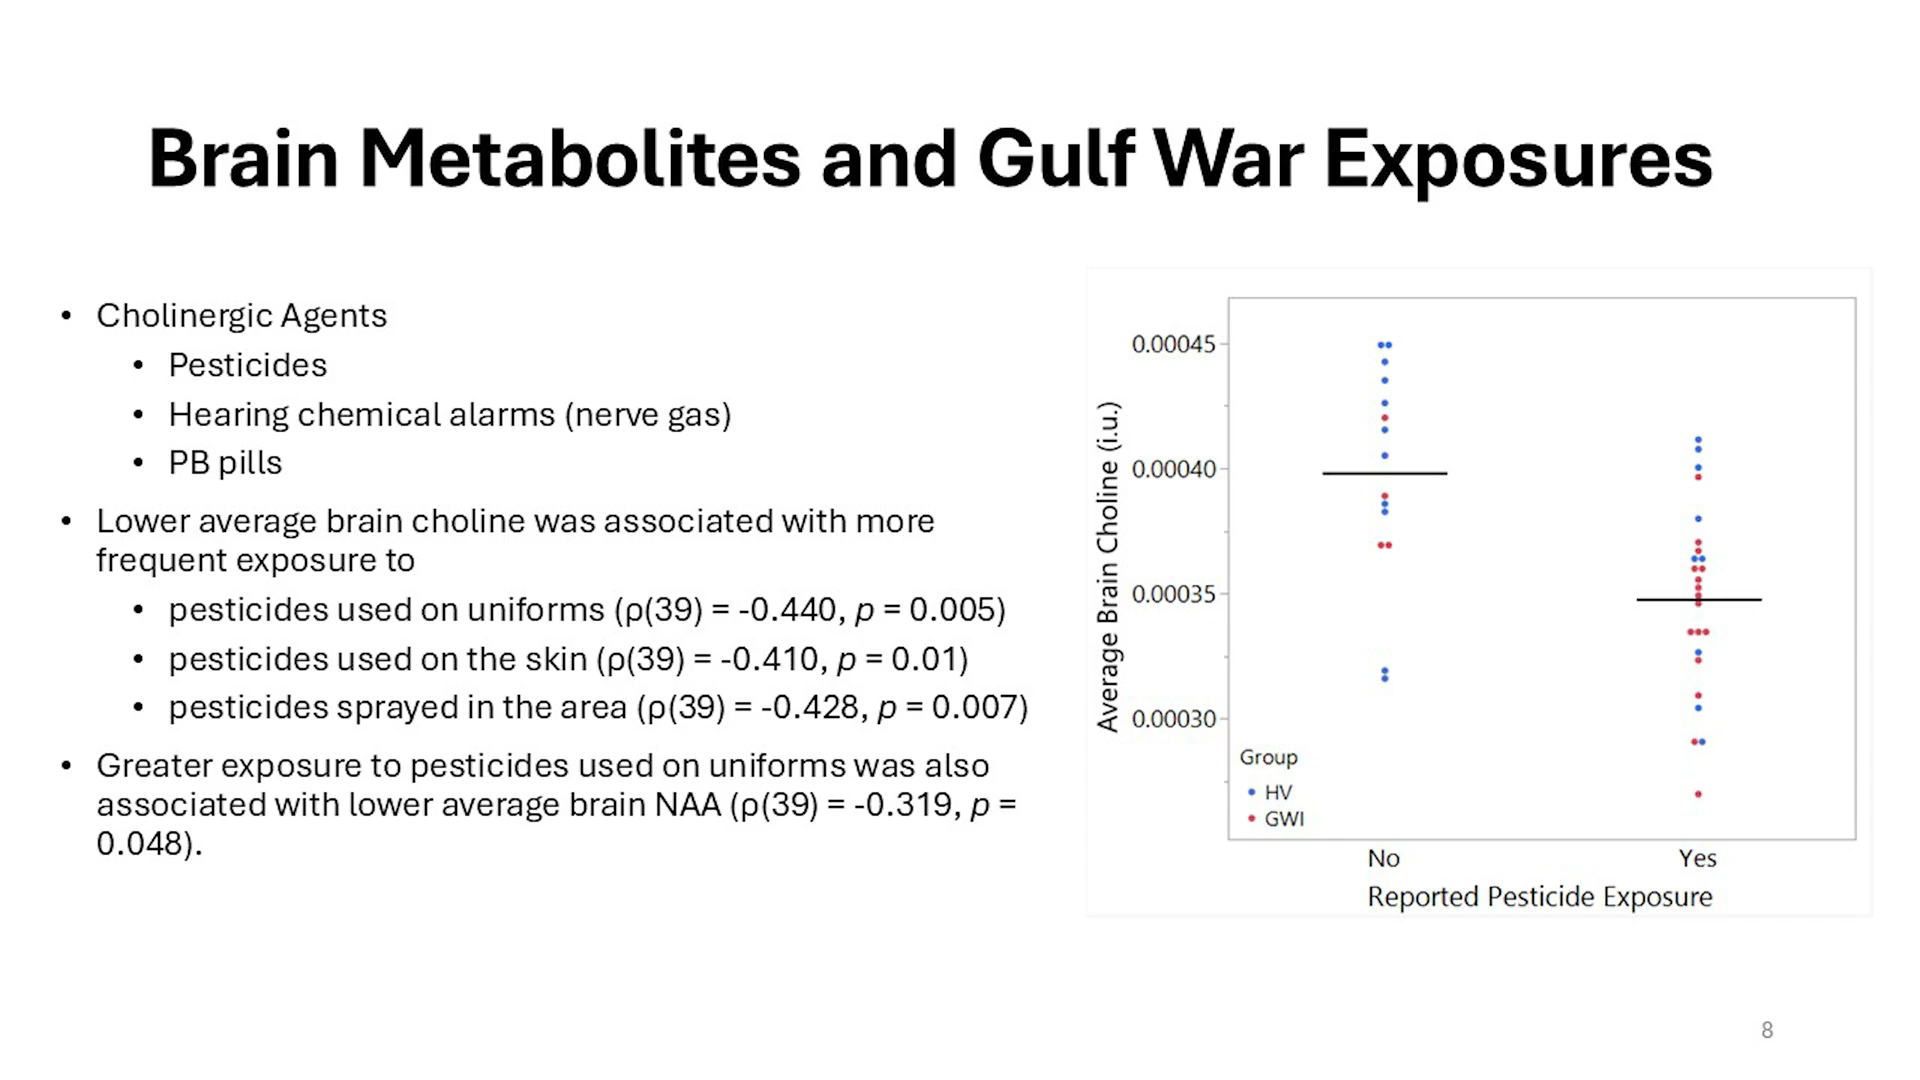 Brain Metabolites and Gulf War Exposures
• Cholinergic Agents
• Pesticides
• Hearing chemical alarms (nerve gas)
• PB pills
• Lower average brain choline was associated with more
frequent exposure to
• pesticides used on uniforms (ρ(39) = -0.440, p = 0.005)
• pesticides used on the skin (ρ(39) = -0.410, p = 0.01)
• pesticides sprayed in the area (ρ(39) = -0.428, p = 0.007)
• Greater exposure to pesticides used on uniforms was also
associated with lower average brain NAA (ρ(39) = -0.319, p =
0.048).
Average Brain Choline (i.u.)
0.00045
0.00040
0.00035
0.00030
Group
HV
GWI
No
Yes
Reported Pesticide Exposure
8